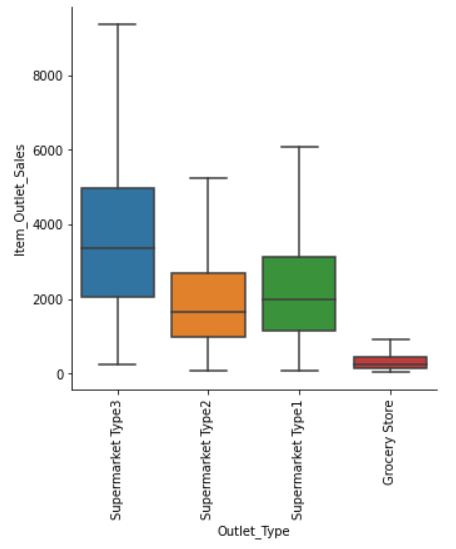 8000
6000
4000
2000
0
Item_Outlet_Sales
Supermarket Type3
Supermarket Type2
Supermarket Type1
Grocery Store
Outlet_Type